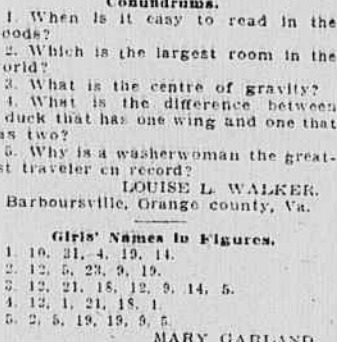 Conundrums.
1. When is it easy to read in the
oods?
2. Which is the largest room in the
orld?
3. What is the centre of gravity?
4. What is the difference between
duck that has one wing and one that
as two?
5. Why is a washerwoman the great-
st traveler on record?
LOUISE L. WALKER.
Barboursville, Orange county, Va.
Girls' Names in Figures.
1. 10, 21, 4, 19, 14.
2. 12, 5, 23, 9, 19.
3. 12, 21, 18, 12, 9, 14, 5.
4. 12, 1, 21, 18, 1.
5. 2, 5, 19, 19, 9, 5.
MARY GARLAND